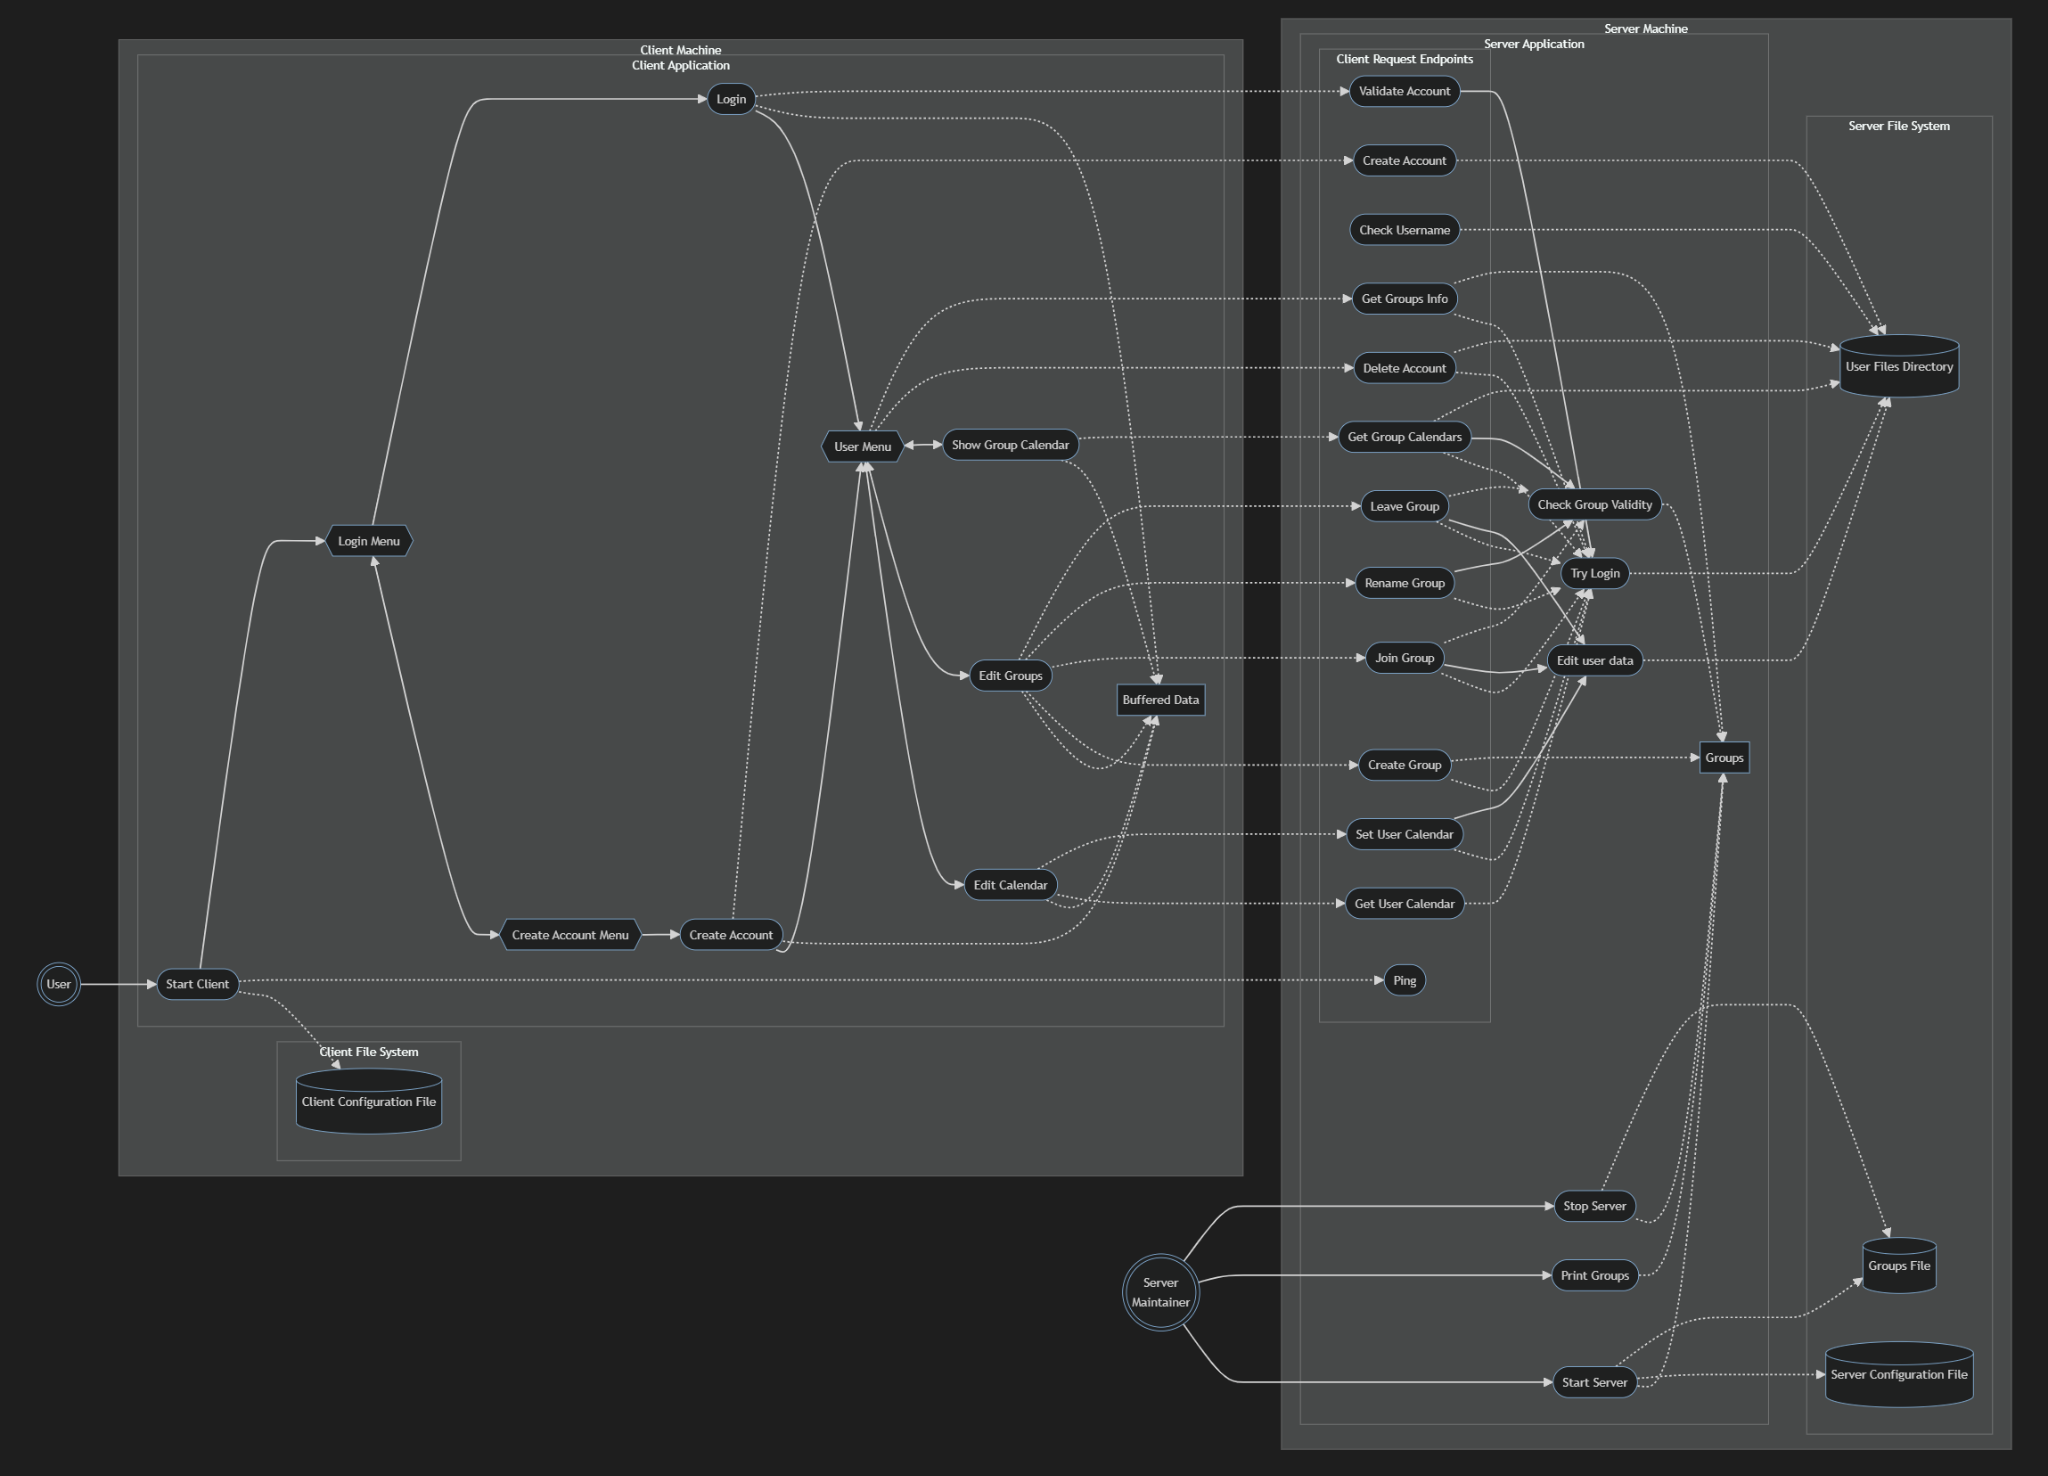 Server Machine
Client Machine
Server Application
Client Application
Client Request Endpoints
Login
Validate Account
Server File System
Create Account
Check Username
Get Groups Info
Delete Account
User Files Directory
User Menu
Show Group Calendar
Get Group Calendars
Leave Group
Check Group Validity
Login Menu
Try Login
Rename Group
Join Group
Edit user data
Edit Groups
Buffered Data
Groups
Create Group
Set User Calendar
Edit Calendar
Get User Calendar
Create Account Menu
Create Account
User
Start Client
Ping
Client File System
Client Configuration File
Stop Server
Groups File
Print Groups
Server
Maintainer
Server Configuration File
Start Server